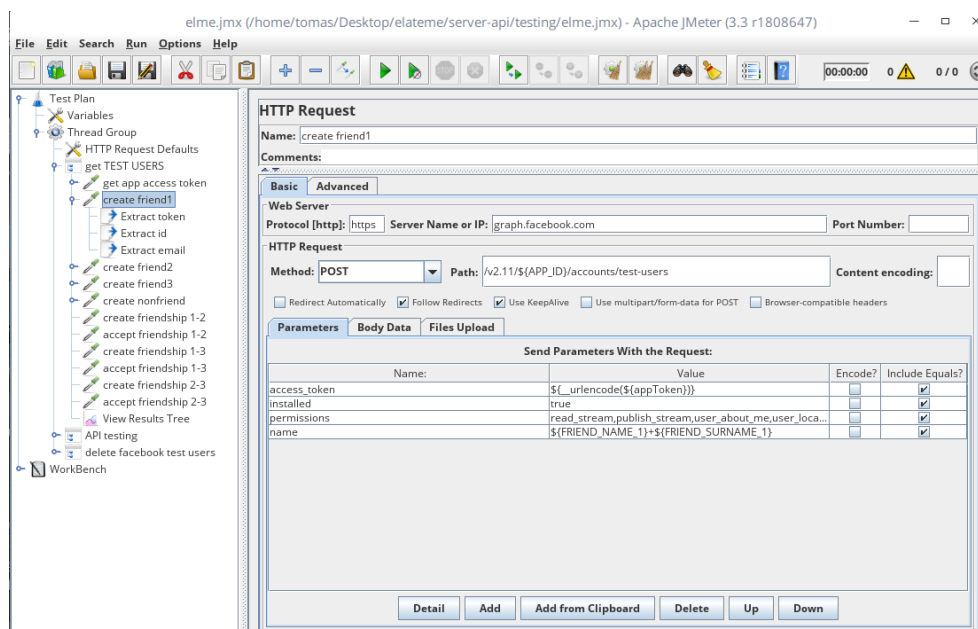 elme.jmx (/home/tomas/Desktop/elateme/server-api/testing/elme.jmx) - Apache JMeter (3.3 r1808647)
File Edit Search Run Options Help
00:00:00 0 0 / 0
Test Plan
Variables
Thread Group
HTTP Request Defaults
get TEST USERS
get app access token
create friend1
Extract token
Extract id
Extract email
create friend2
create friend3
create nonfriend
create friendship 1-2
accept friendship 1-2
create friendship 1-3
accept friendship 1-3
create friendship 2-3
accept friendship 2-3
View Results Tree
API testing
delete facebook test users
WorkBench
HTTP Request
Name: create friend1
Comments:
Basic Advanced
Web Server
Protocol [http]: https Server Name or IP: graph.facebook.com Port Number:
HTTP Request
Method: POST Path: /v2.11/${APP_ID}/accounts/test-users Content encoding:
Redirect Automatically Follow Redirects Use KeepAlive Use multipart/form-data for POST Browser-compatible headers
Parameters Body Data Files Upload
Send Parameters With the Request:
Name: Value Encode? Include Equals?
access_token ${__urlencode(${appToken})}
installed true
permissions read_stream,publish_stream,user_about_me,user_loca...
name ${FRIEND_NAME_1}+${FRIEND_SURNAME_1}
Detail Add Add from Clipboard Delete Up Down